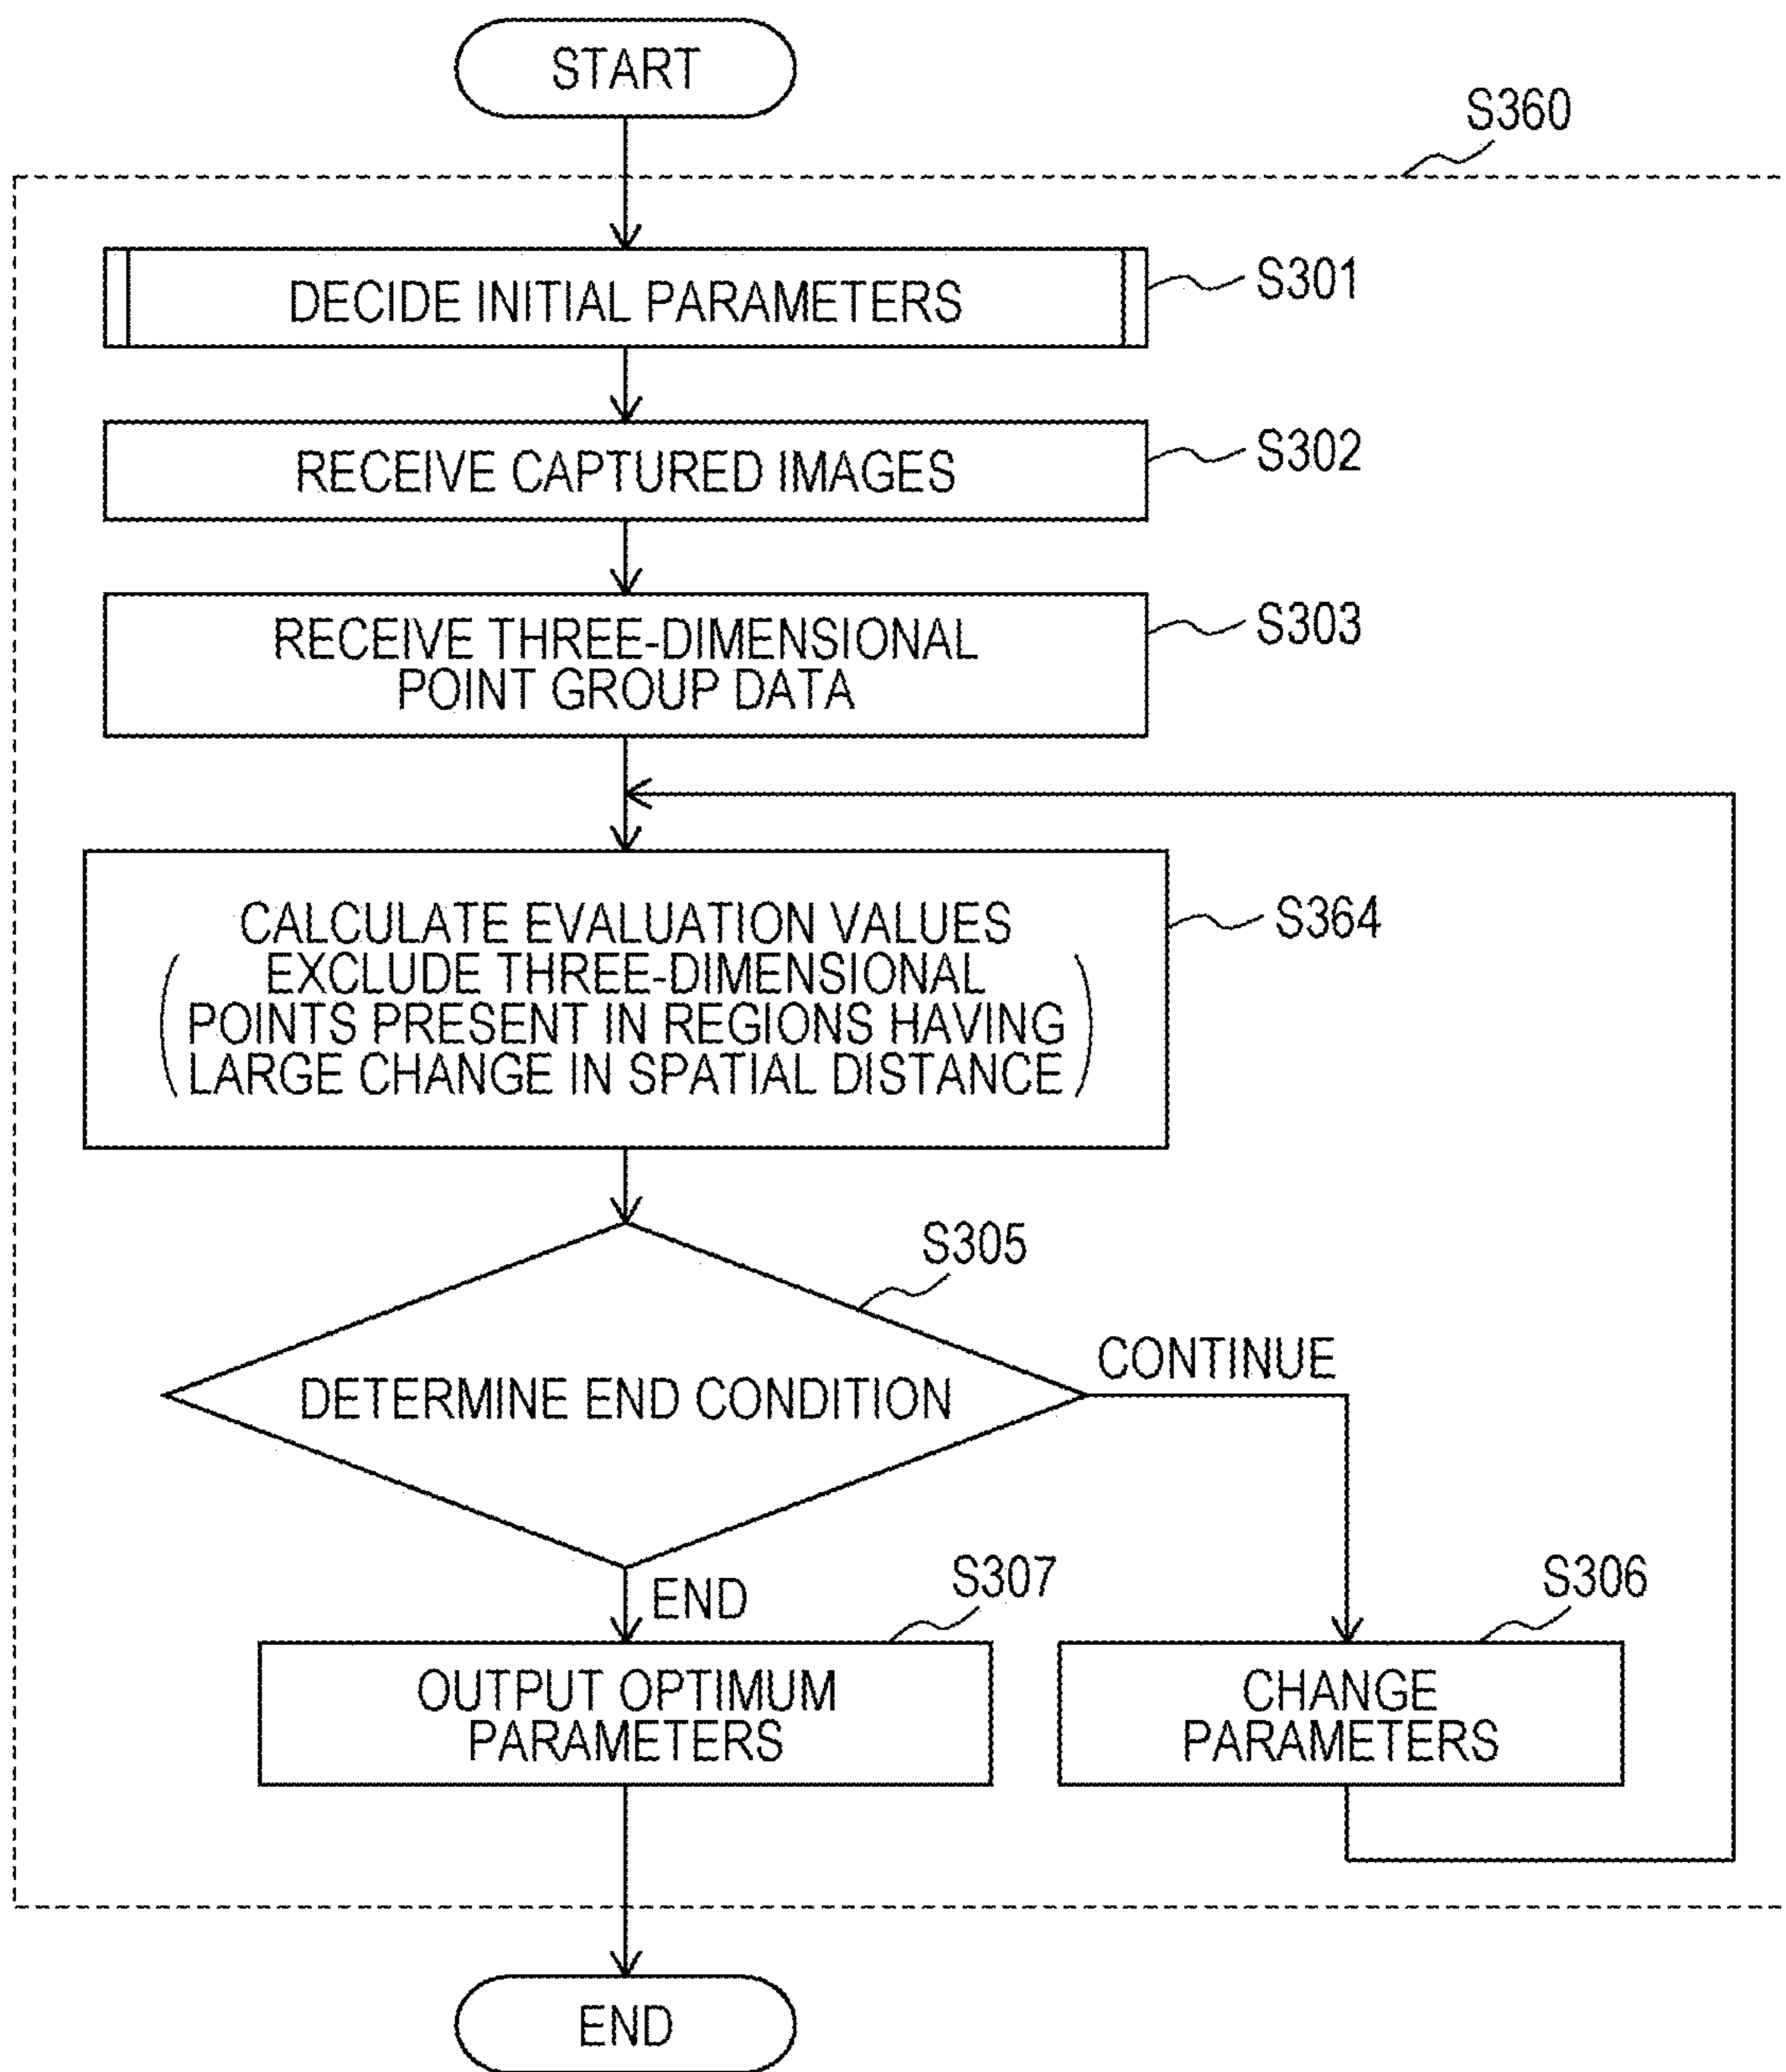 START
S360
DECIDE INITIAL PARAMETERS
S301
RECEIVE CAPTURED IMAGES
S302
RECEIVE THREE-DIMENSIONAL
POINT GROUP DATA
S303
CALCULATE EVALUATION VALUES
(EXCLUDE THREE-DIMENSIONAL
POINTS PRESENT IN REGIONS HAVING
LARGE CHANGE IN SPATIAL DISTANCE)
S364
S305
DETERMINE END CONDITION
CONTINUE
END
S307
S306
OUTPUT OPTIMUM
PARAMETERS
CHANGE
PARAMETERS
END